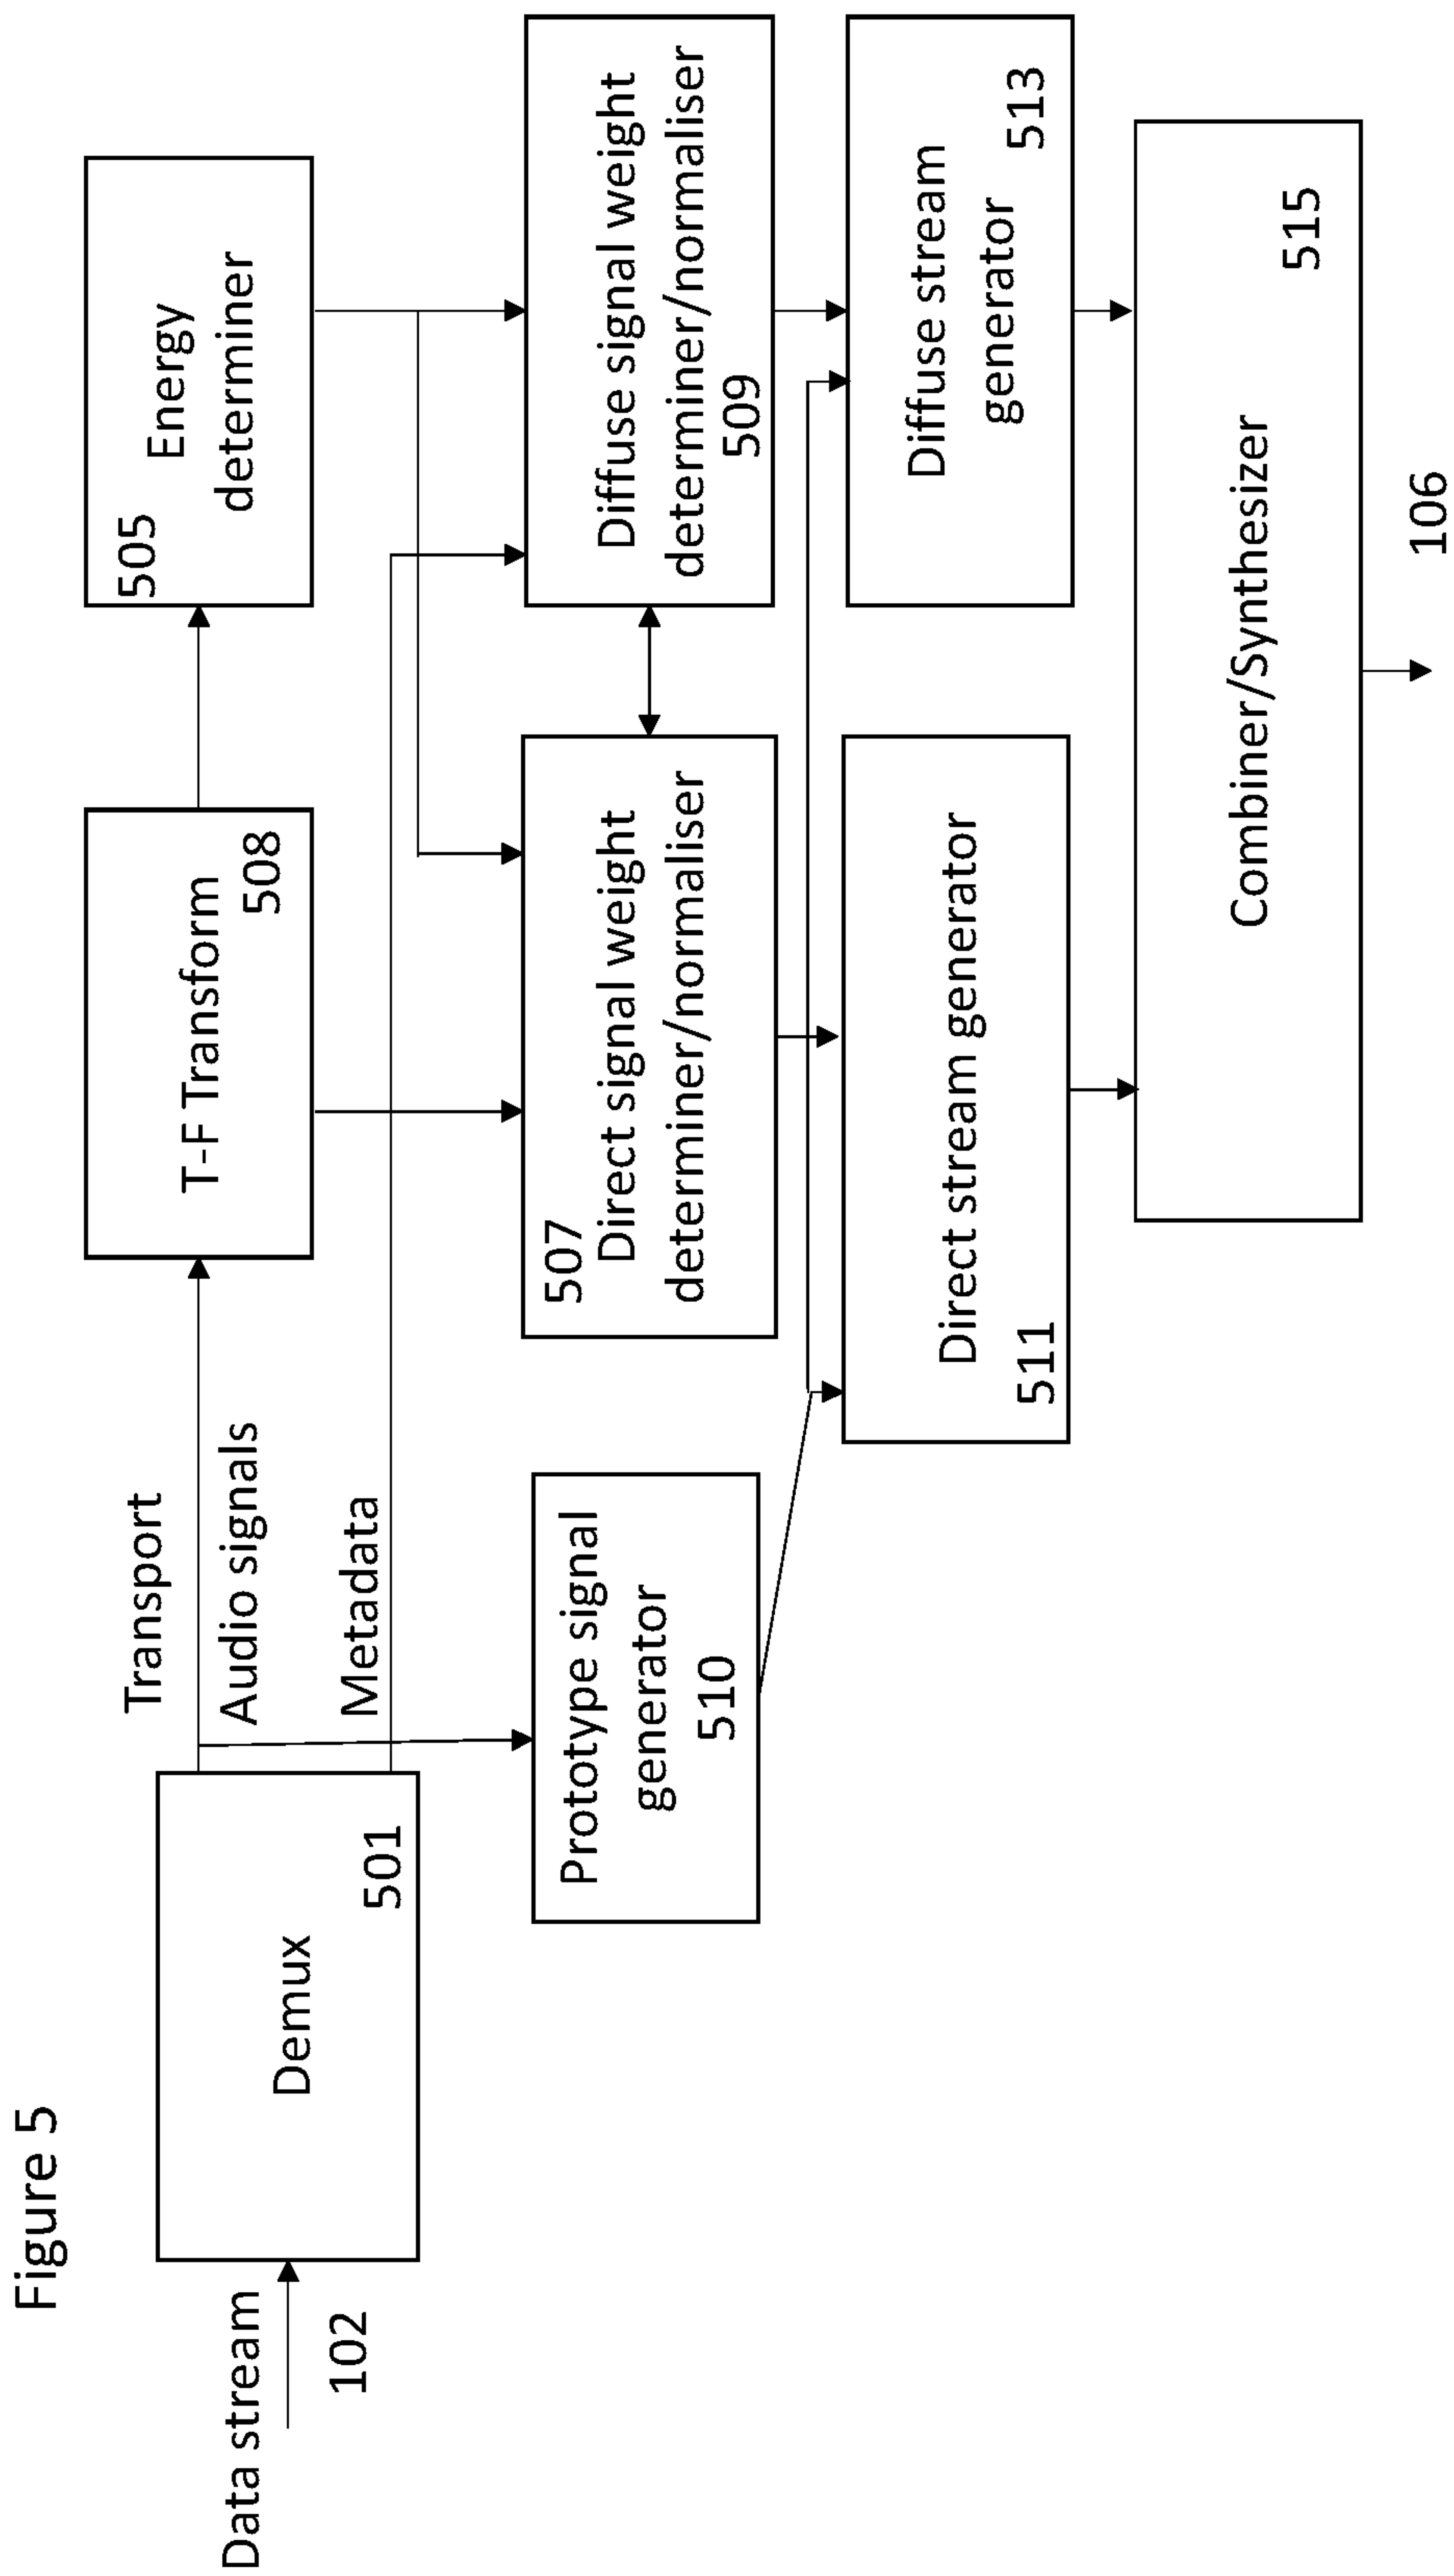 Figure 5
Data stream
102
Demux
501
Transport
Audio signals
Metadata
T-F Transform
508
505
Energy
determiner
Prototype signal
generator
510
507
Direct signal weight
determiner/normaliser
Diffuse signal weight
determiner/normaliser
509
Direct stream generator
511
Diffuse stream
generator 513
Combiner/Synthesizer
515
106